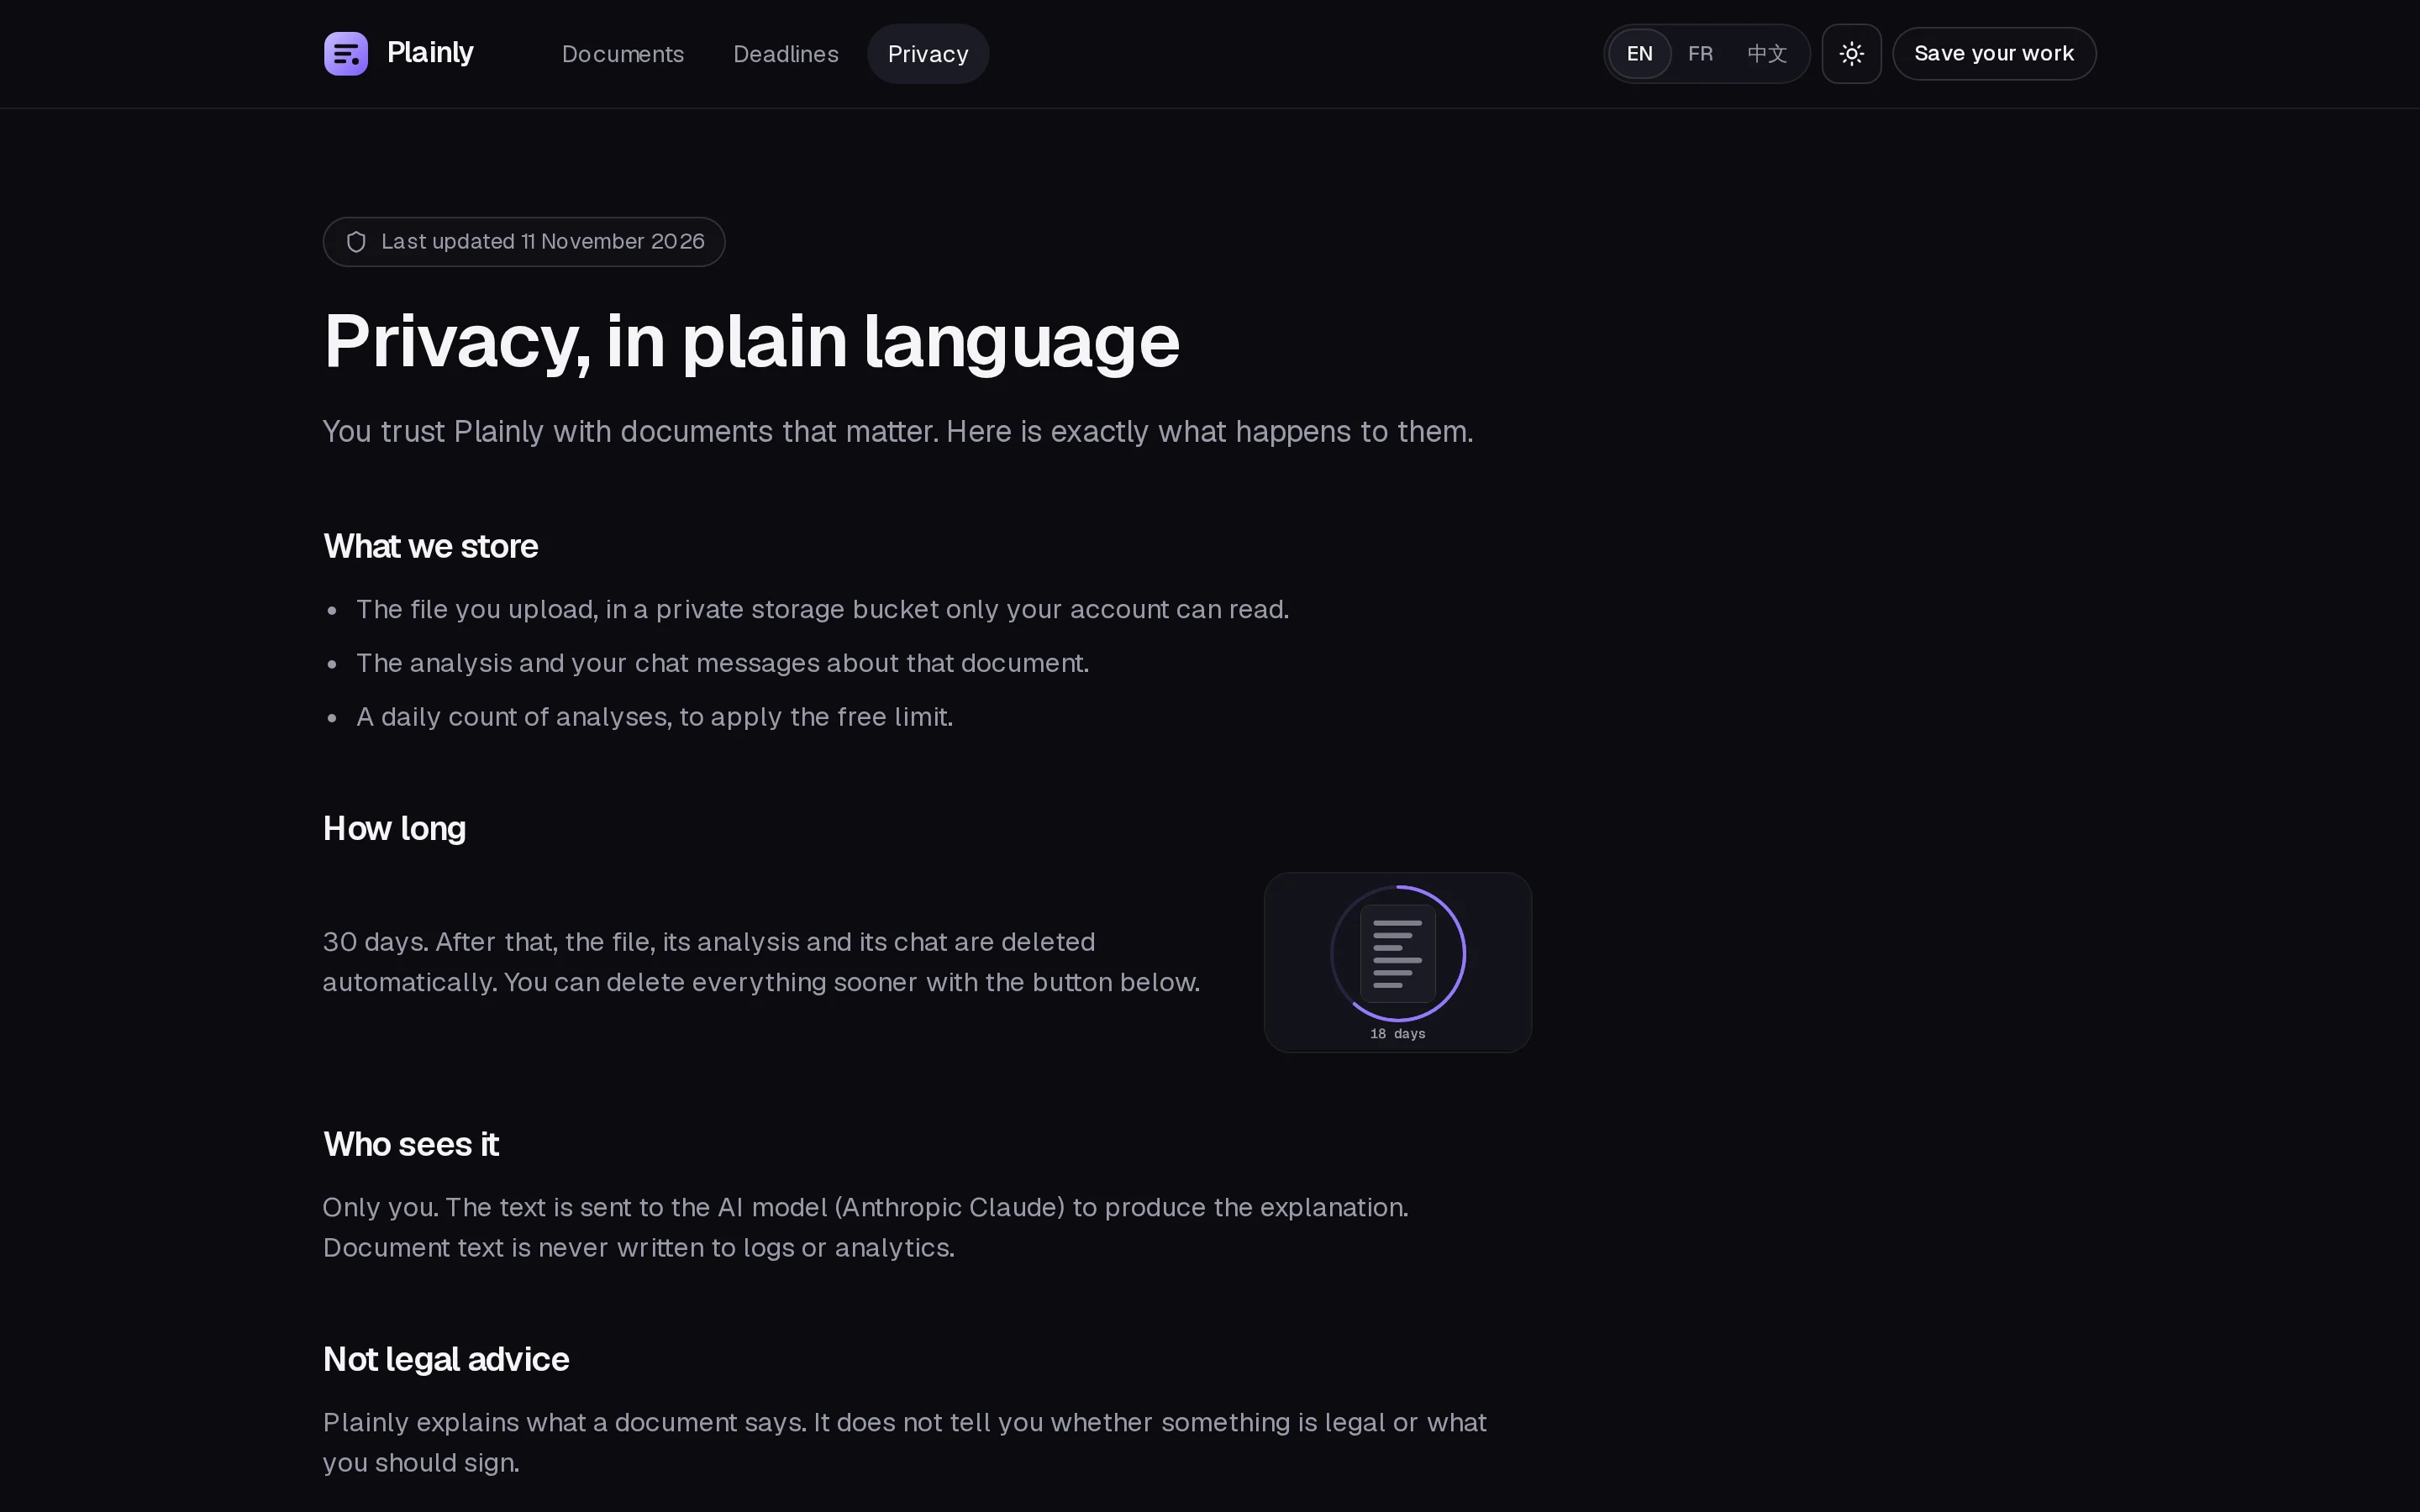 Plainly
Documents
Deadlines
Privacy
EN
FR
中文
Save your work
Last updated 11 November 2026
Privacy, in plain language
You trust Plainly with documents that matter. Here is exactly what happens to them.
What we store
• The file you upload, in a private storage bucket only your account can read.
• The analysis and your chat messages about that document.
• A daily count of analyses, to apply the free limit.
How long
30 days. After that, the file, its analysis and its chat are deleted
automatically. You can delete everything sooner with the button below.
18 days
Who sees it
Only you. The text is sent to the AI model (Anthropic Claude) to produce the explanation.
Document text is never written to logs or analytics.
Not legal advice
Plainly explains what a document says. It does not tell you whether something is legal or what
you should sign.